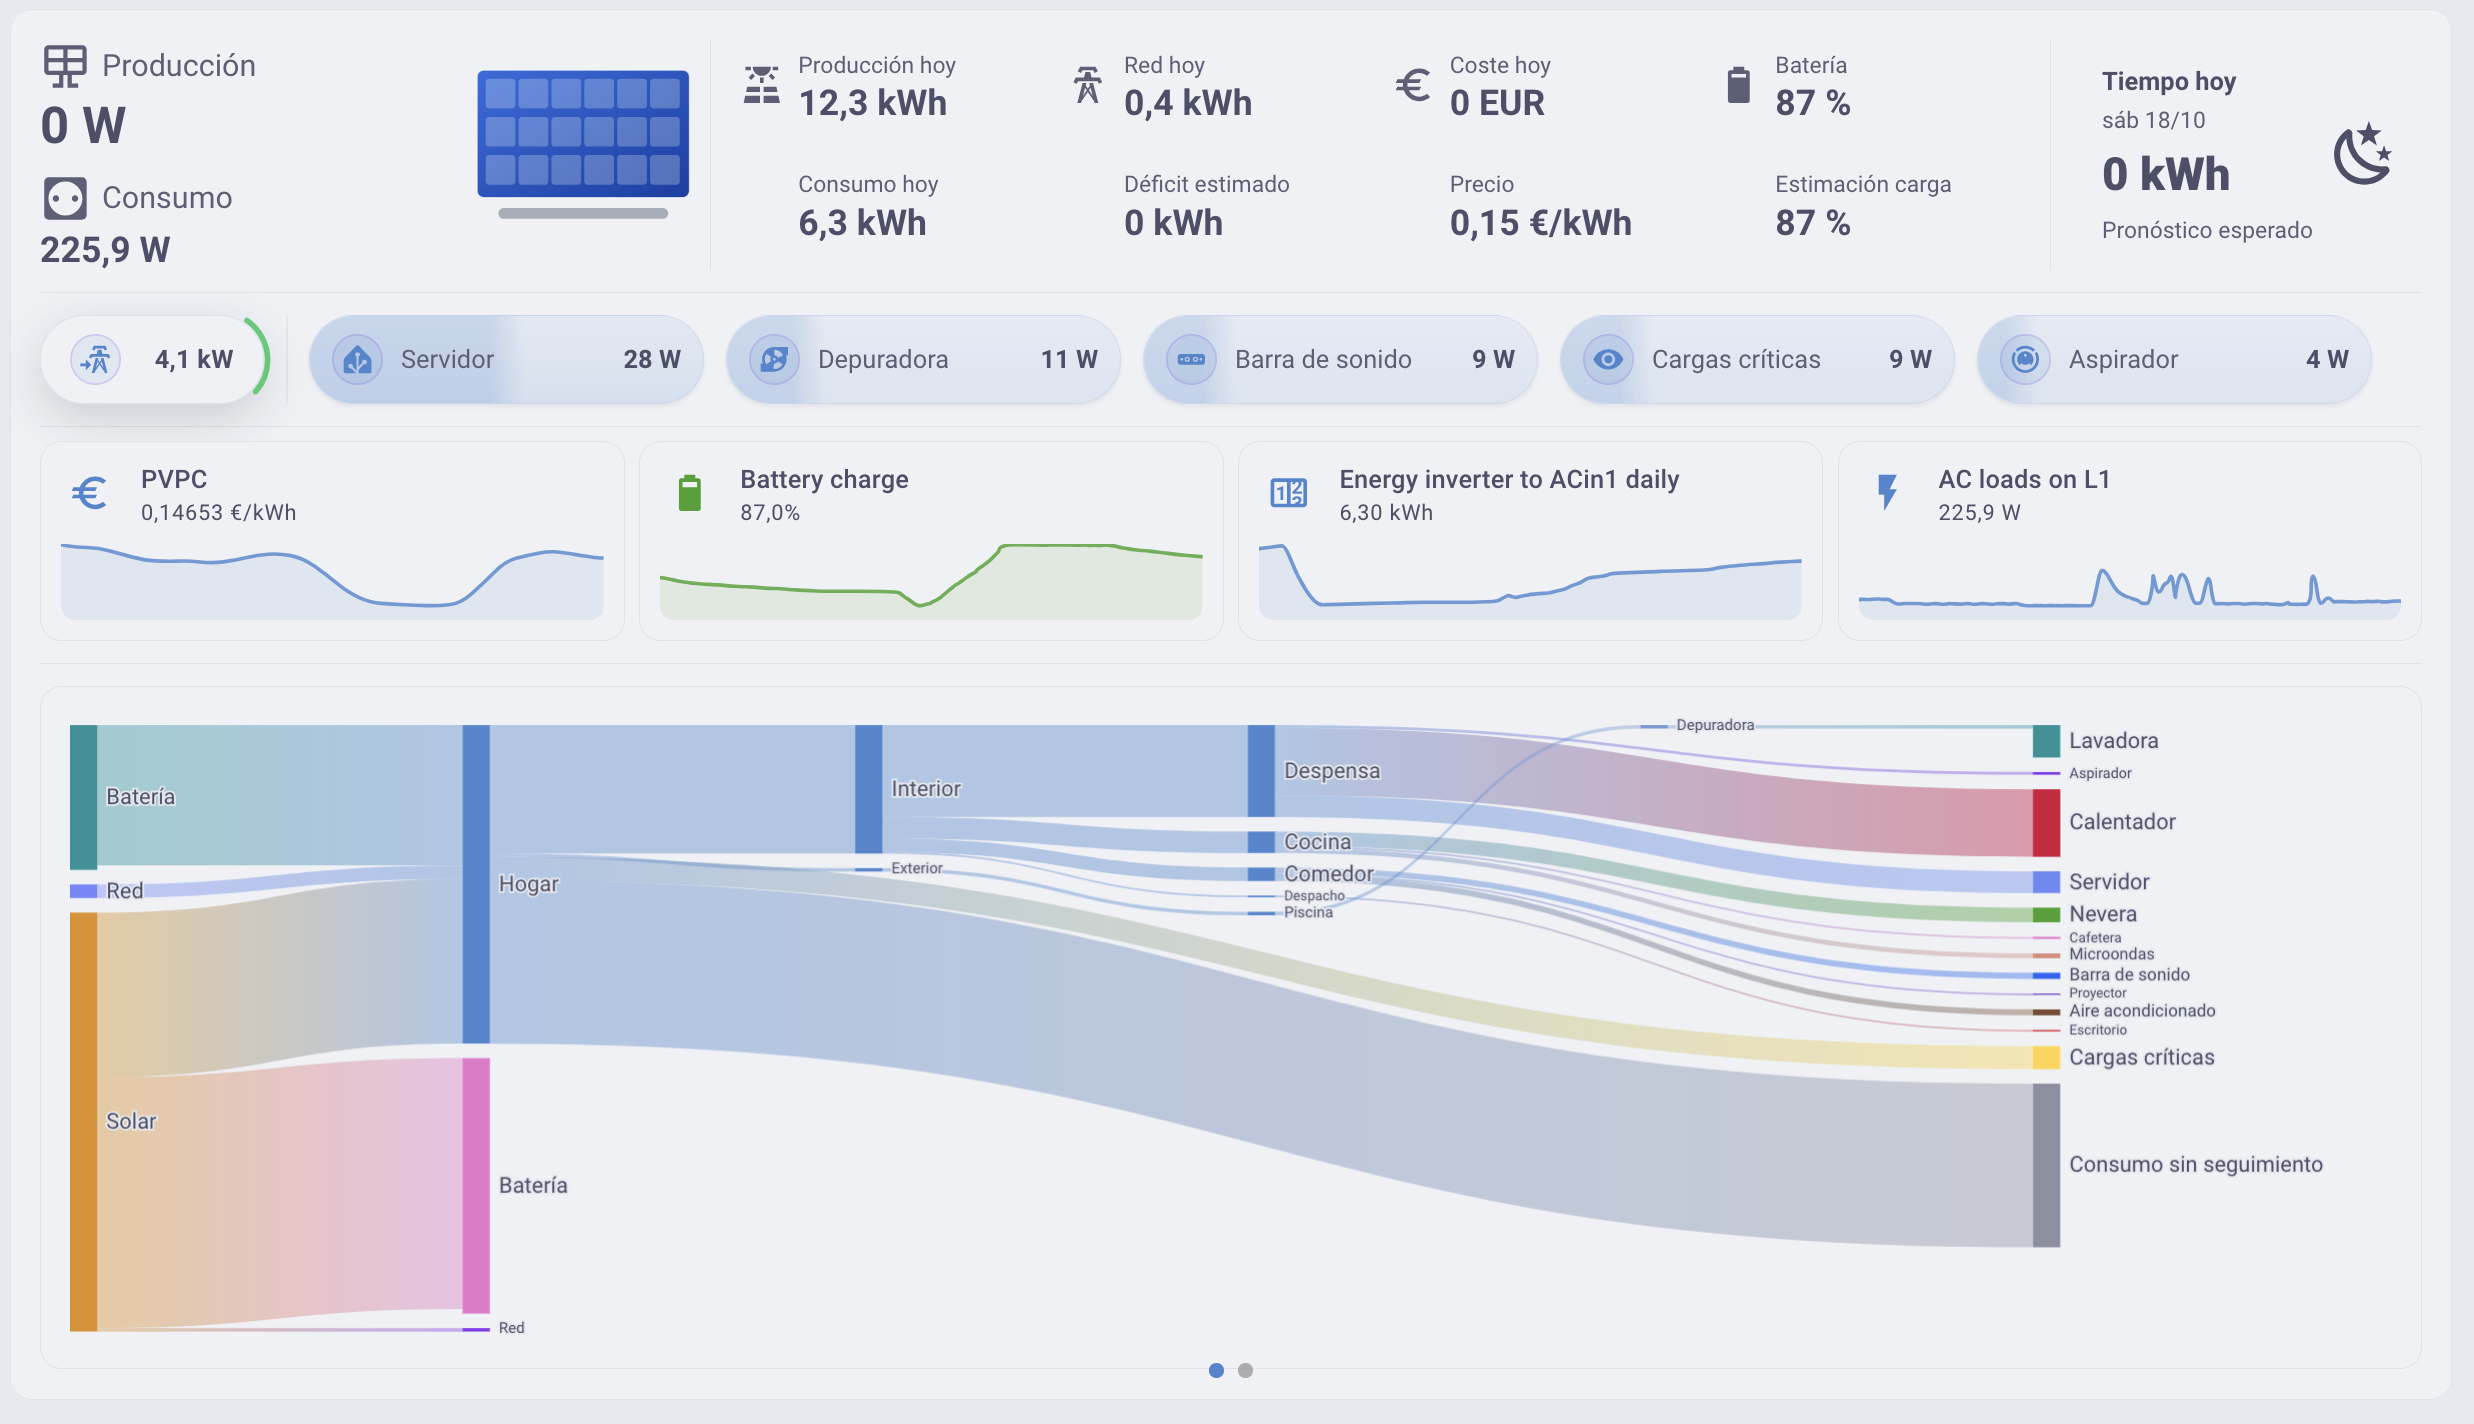 Producción
0 W
Consumo
225,9 W
Producción hoy
12,3 kWh
Red hoy
0,4 kWh
Coste hoy
0 EUR
Batería
87 %
Consumo hoy
6,3 kWh
Déficit estimado
0 kWh
Precio
0,15 €/kWh
Estimación carga
87 %
Tiempo hoy
sáb 18/10
0 kWh
Pronóstico esperado
4,1 kW
Servidor 28 W
Depuradora 11 W
Barra de sonido 9 W
Cargas críticas 9 W
Aspirador 4 W
PVPC
0,14653 €/kWh
Battery charge
87,0%
Energy inverter to ACin1 daily
6,30 kWh
AC loads on L1
225,9 W
Batería
Red
Solar
Hogar
Batería
Red
Interior
Exterior
Despensa
Cocina
Comedor
Despacho
Piscina
Depuradora
Lavadora
Aspirador
Calentador
Servidor
Nevera
Cafetera
Microondas
Barra de sonido
Proyector
Aire acondicionado
Escritorio
Cargas críticas
Consumo sin seguimiento